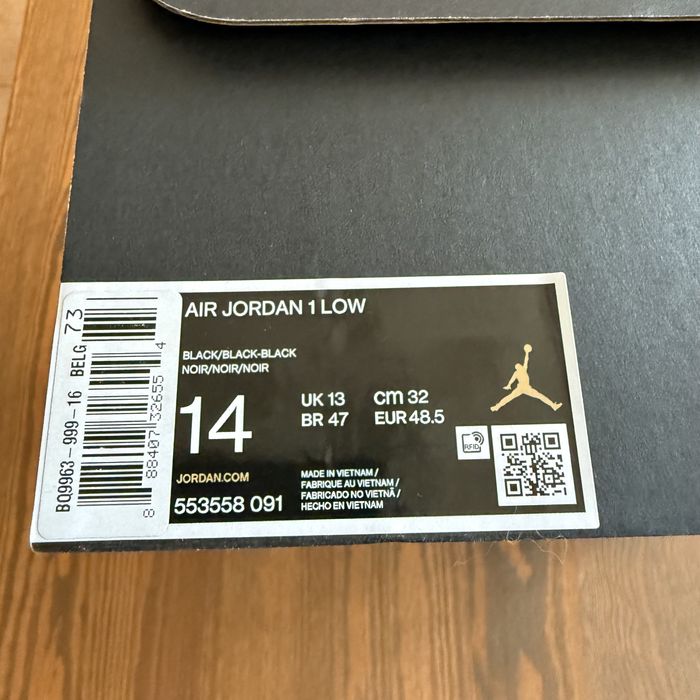 AIR JORDAN 1 LOW
BLACK/BLACK-BLACK
NOIR/NOIR/NOIR
14
UK 13
CM 32
BR 47
EUR 48.5
RFID
JORDAN.COM
553558 091
MADE IN VIETNAM /
FABRIQUE AU VIETNAM /
FABRICADO NO VIETNÃ /
HECHO EN VIETNAM
BQ9963-999-16 BELG 73
8 88407 32655 4